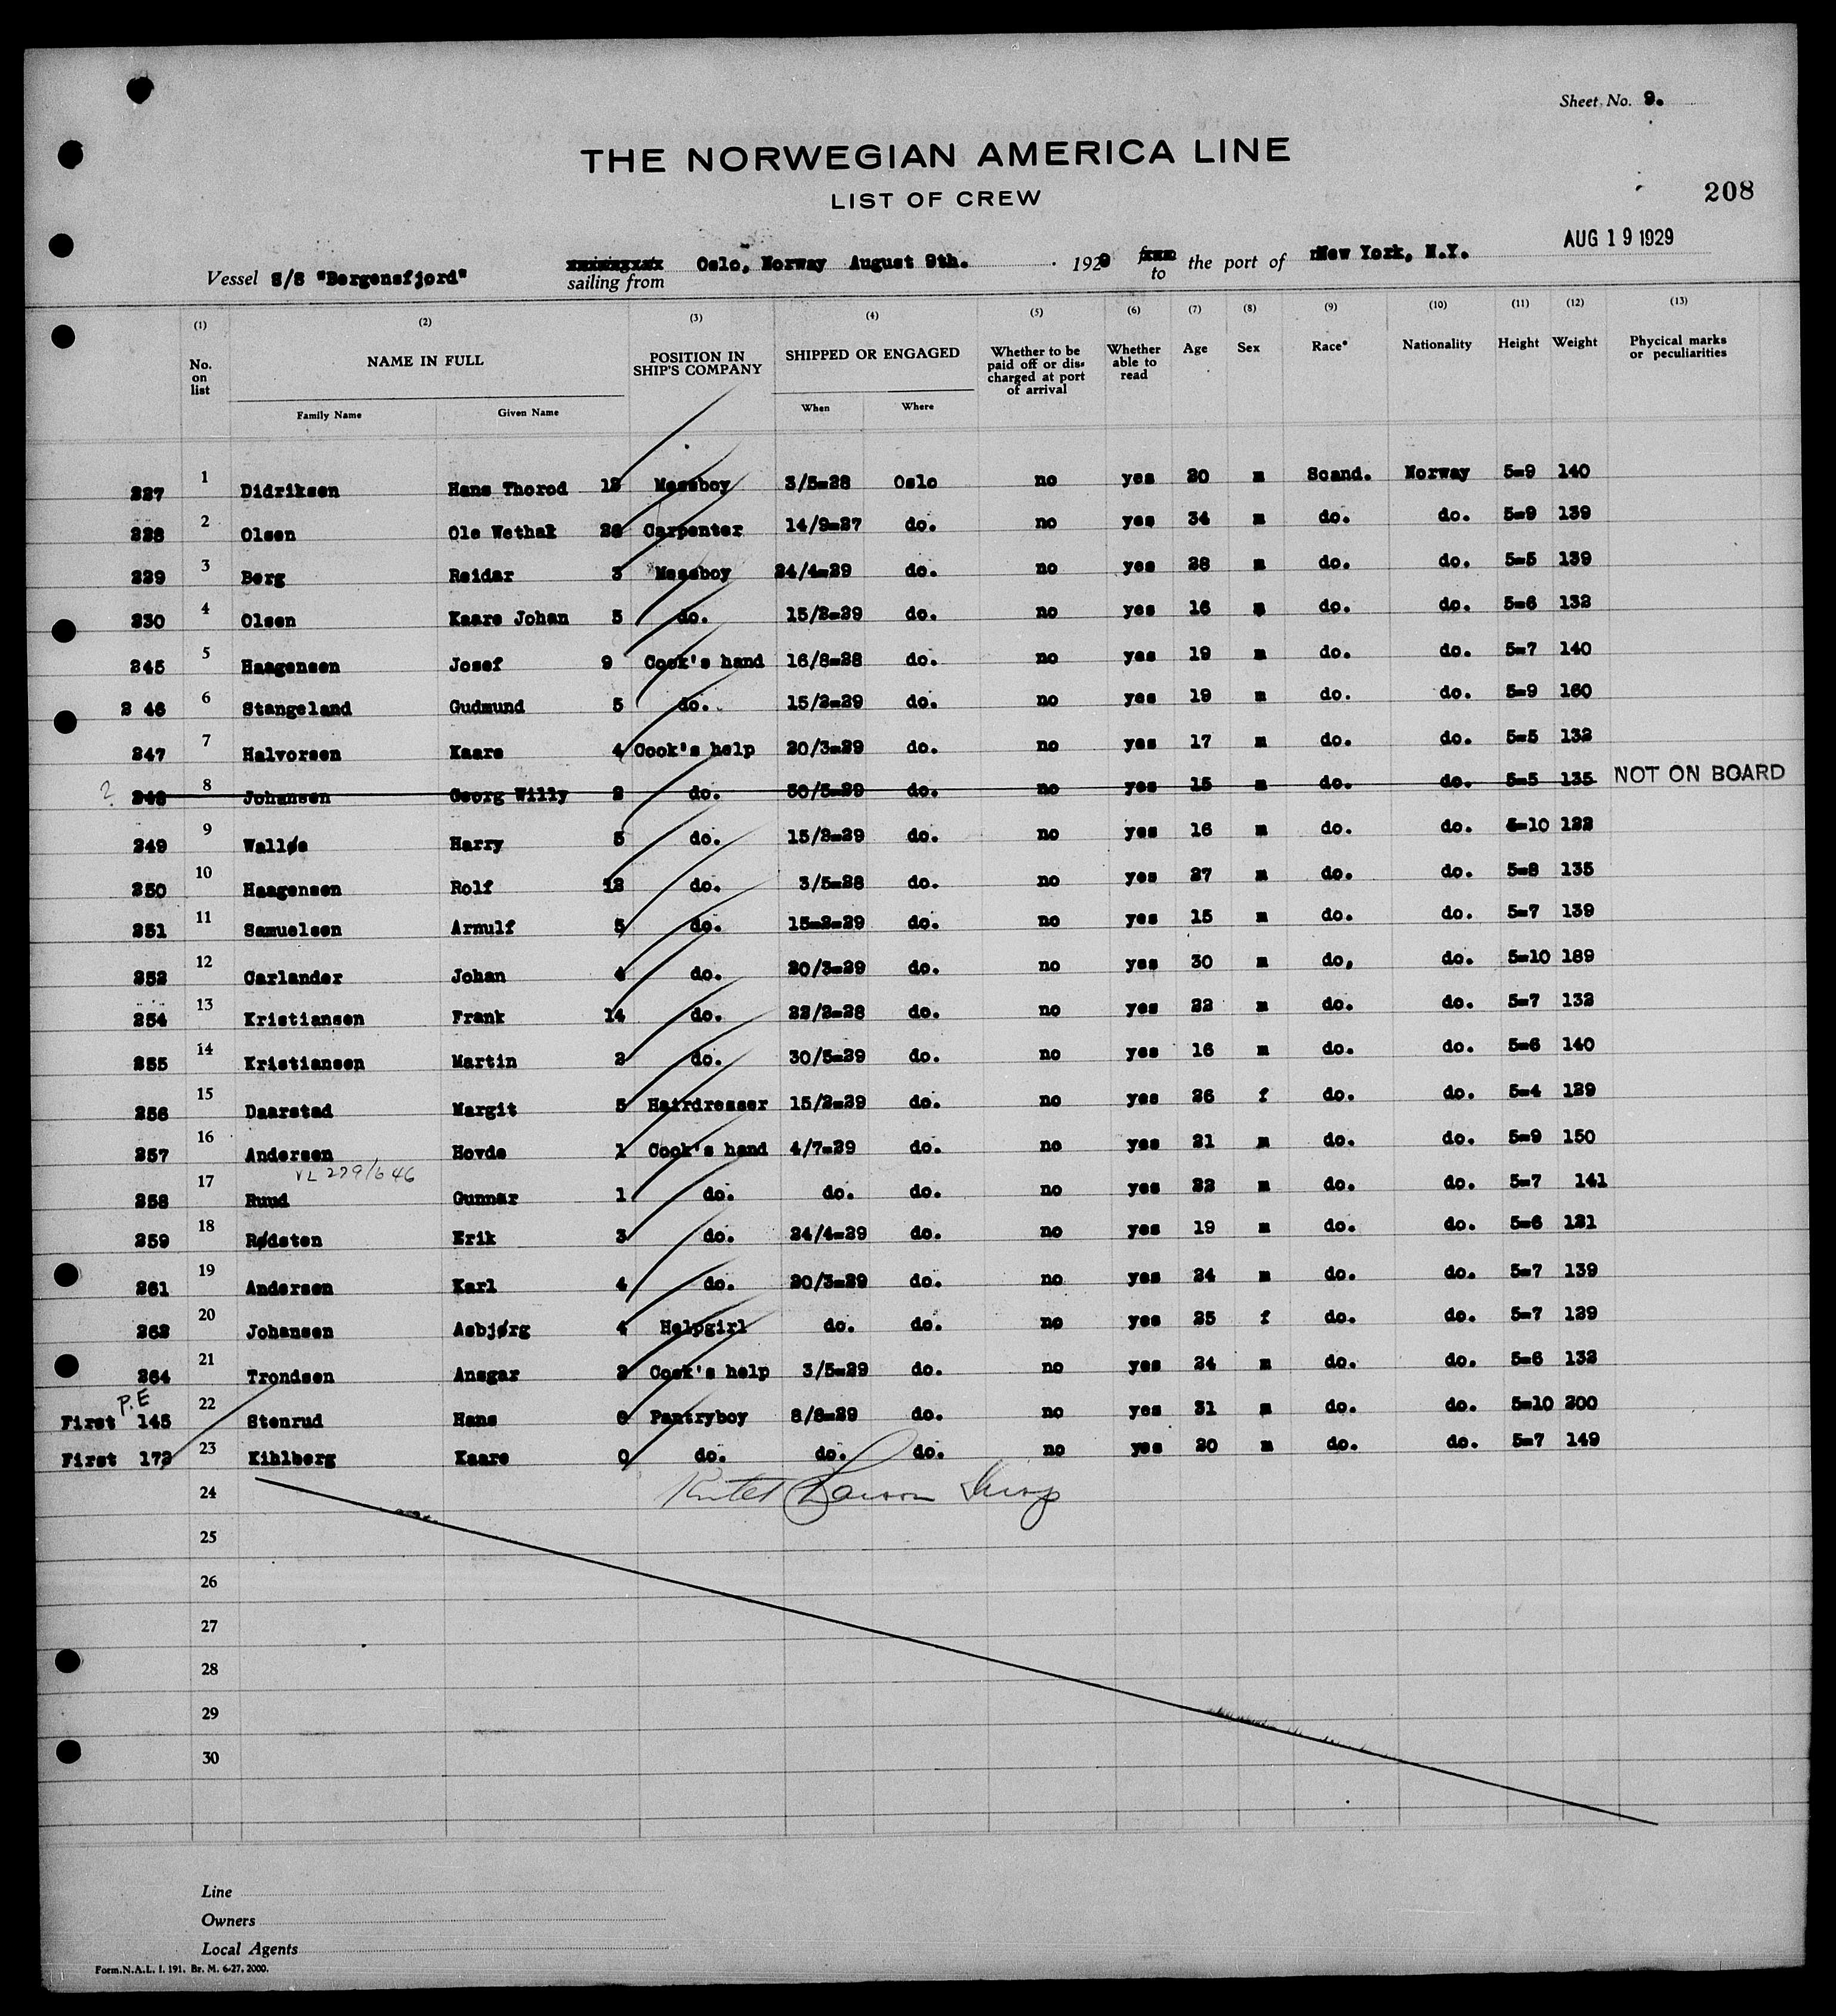 Sheet No. 9.
THE NORWEGIAN AMERICA LINE
LIST OF CREW
208
AUG 19 1929
Vessel S/S "Bergensfjord" sailing from Oslo, Norway August 9th. 1929 to the port of New York, N.Y.
(1) (2) (3) (4) (5) (6) (7) (8) (9) (10) (11) (12) (13)
No. on list NAME IN FULL POSITION IN SHIP'S COMPANY SHIPPED OR ENGAGED Whether to be paid off or dis-charged at port of arrival Whether able to read Age Sex Race* Nationality Height Weight Physical marks or peculiarities
Family Name Given Name When Where
227 1 Didriksen Hans Thorod 12 Messboy 3/5=28 Oslo no yes 20 m Scand. Norway 5=9 140
228 2 Olsen Ole Wethak 28 Carpenter 14/9=27 do. no yes 34 m do. do. 5=9 139
229 3 Berg Reidar 3 Messboy 24/4=29 do. no yes 28 m do. do. 5=5 139
230 4 Olsen Kaare Johan 5 do. 15/2=29 do. no yes 16 m do. do. 5=6 132
245 5 Haagensen Josef 9 Cook's hand 16/8=28 do. no yes 19 m do. do. 5=7 140
2 46 6 Stangeland Gudmund 5 do. 15/2=29 do. no yes 19 m do. do. 5=9 160
247 7 Halvorsen Kaare 4 Cook's help 20/3=29 do. no yes 17 m do. do. 5=5 132
? 248 8 Johansen Georg Willy 2 do. 30/5=29 do. no yes 15 m do. do. 5=5 135 NOT ON BOARD
249 9 Walløe Harry 5 do. 15/2=29 do. no yes 16 m do. do. 5=10 122
250 10 Haagensen Rolf 12 do. 3/5=28 do. no yes 27 m do. do. 5=8 135
251 11 Samuelsen Arnulf 5 do. 15=2=29 do. no yes 15 m do. do. 5=7 139
252 12 Carlander Johan 4 do. 20/3=29 do. no yes 30 m do, do. 5=10 189
254 13 Kristiansen Frank 14 do. 22/2=28 do. no yes 22 m do. do. 5=7 132
255 14 Kristiansen Martin 2 do. 30/5=29 do. no yes 16 m do. do. 5=6 140
256 15 Daarstad Margit 5 Hairdresser 15/2=29 do. no yes 26 f do. do. 5=4 129
257 16 Andersen Hovde 1 Cook's hand 4/7=29 do. no yes 21 m do. do. 5=9 150
VL 229/646
258 17 Ruud Gunnar 1 do. do. do. no yes 22 m do. do. 5=7 141
259 18 Rødsten Erik 3 do. 24/4=29 do. no yes 19 m do. do. 5=6 121
261 19 Andersen Karl 4 do. 20/3=29 do. no yes 24 m do. do. 5=7 139
262 20 Johansen Asbjørg 4 Helpgirl do. do. no yes 25 f do. do. 5=7 129
264 21 Trondsen Ansgar 2 Cook's help 3/5=29 do. no yes 24 m do. do. 5=6 132
P.E
First 145 22 Stenrud Hans 0 Pantryboy 8/8=29 do. no yes 31 m do. do. 5=10 200
First 172 23 Kihlberg Kaare 0 do. do. do. no yes 20 m do. do. 5=7 149
24
25
26
27
28
29
30
Line
Owners
Local Agents
Form.N.A.L. 1. 191. Br. M. 6-27. 2000.